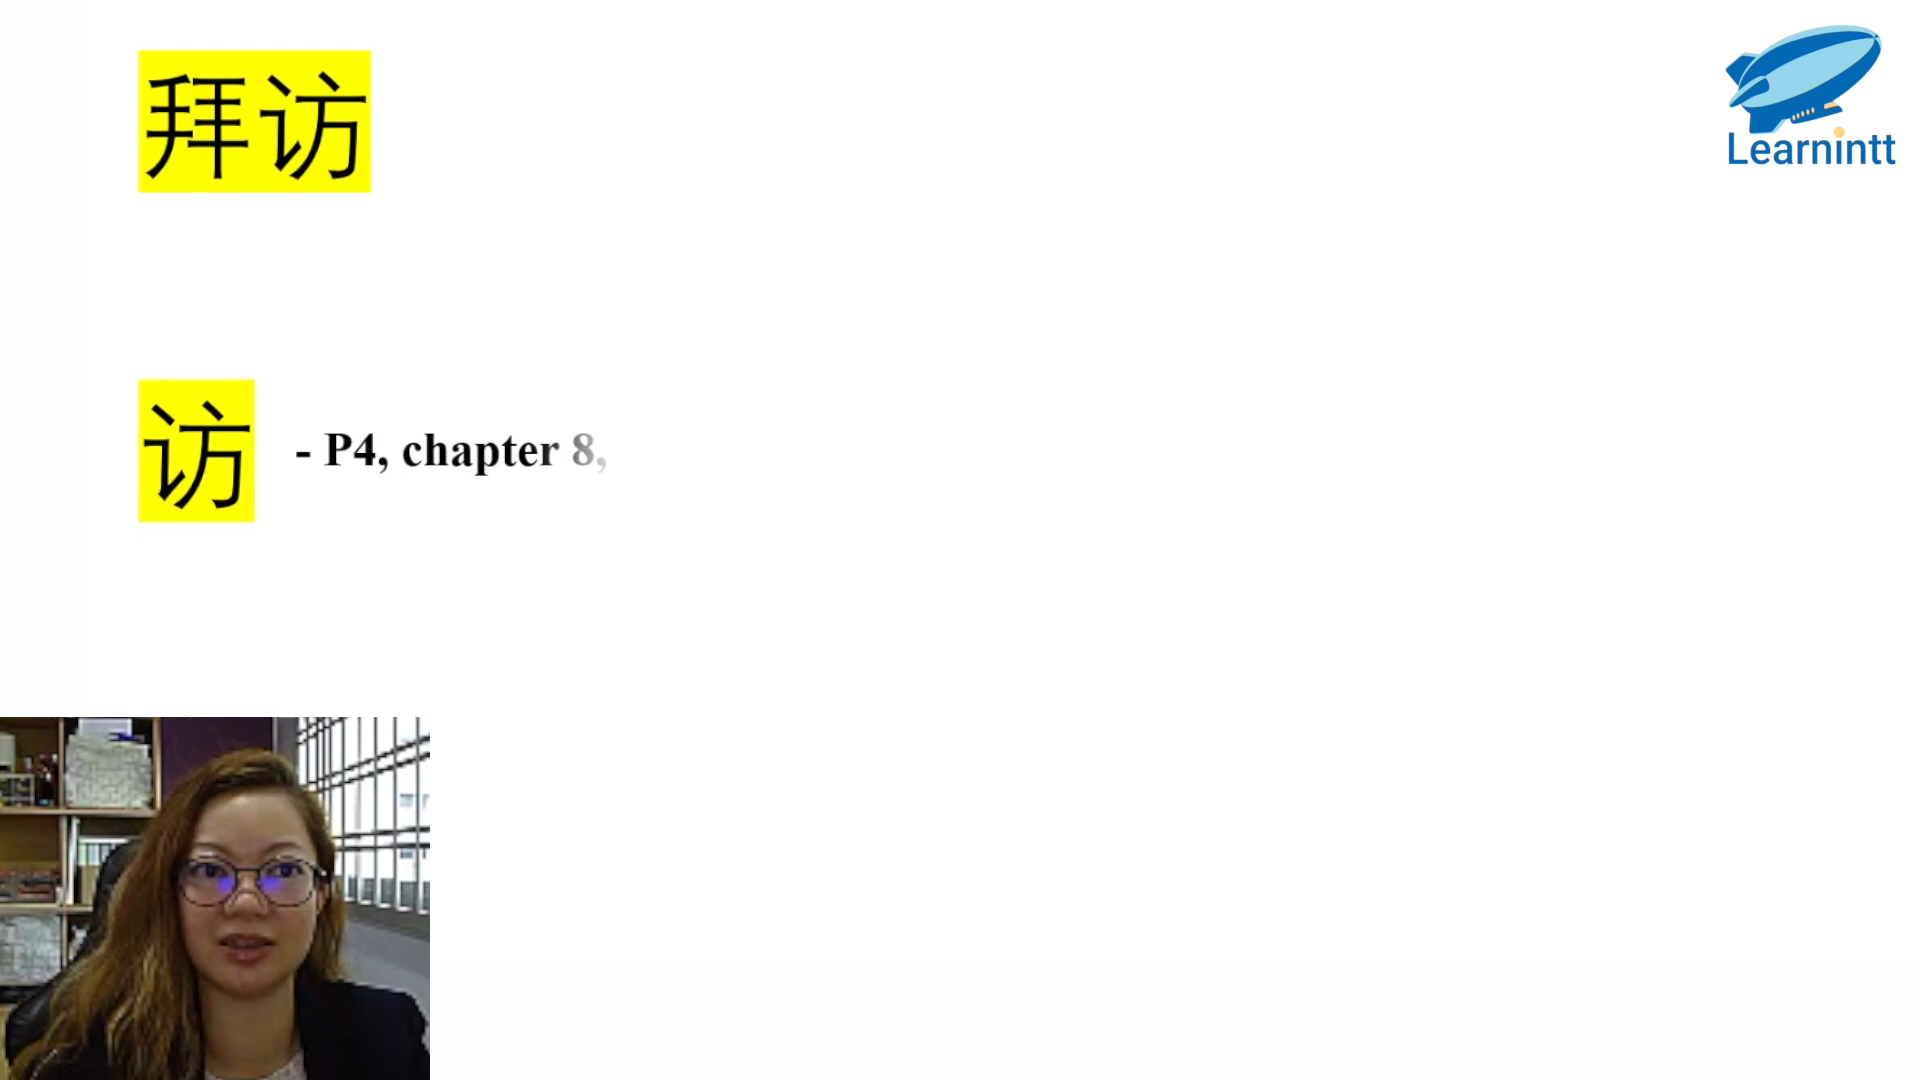 拜访
Learnintt
访 - P4, chapter 8,